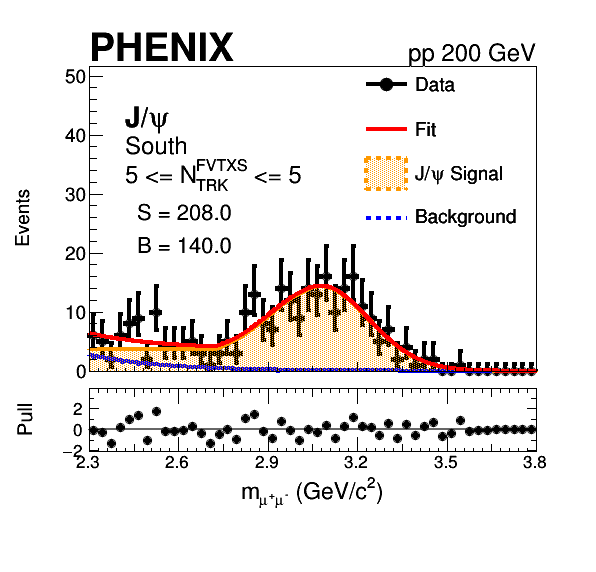 PHENIX pp 200 GeV
50
40
30
20
10
0
Events
J/ψ
South
5 <= N^FVTXS_TRK <= 5
S = 208.0
B = 140.0
Data
Fit
J/ψ Signal
Background
2
0
−2
Pull
2.3 2.6 2.9 3.2 3.5 3.8
m_μ⁺μ⁻ (GeV/c²)